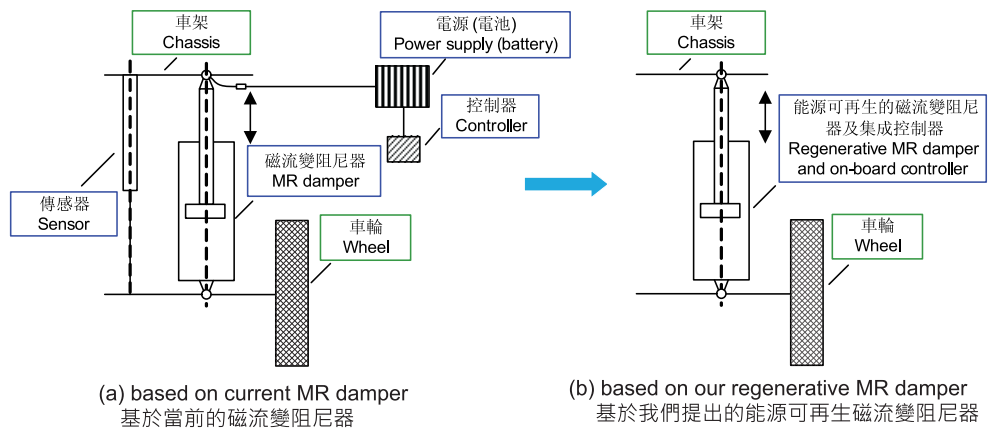 車架
Chassis
電源 (電池)
Power supply (battery)
控制器
Controller
磁流變阻尼器
MR damper
傳感器
Sensor
車輪
Wheel
(a) based on current MR damper
基於當前的磁流變阻尼器
車架
Chassis
能源可再生的磁流變阻尼
器及集成控制器
Regenerative MR damper
and on-board controller
車輪
Wheel
(b) based on our regenerative MR damper
基於我們提出的能源可再生磁流變阻尼器